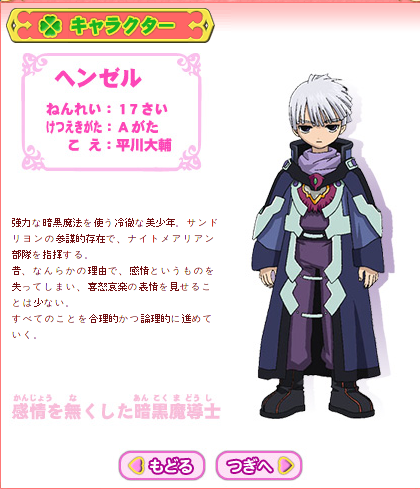 キャラクター
ヘンゼル
ねんれい：17さい
けつえきがた：Aがた
こえ：平川大輔
強力な暗黒魔法を使う冷徹な美少年。サンド
リヨンの参謀的存在で、ナイトメアリアン
部隊を指揮する。
昔、なんらかの理由で、感情というものを
失ってしまい、喜怒哀楽の表情を見せるこ
とは少ない。
すべてのことを合理的かつ論理的に進めて
いく。
かんじょう な あんこくまどうし
感情を無くした暗黒魔導士
もどる
つぎへ